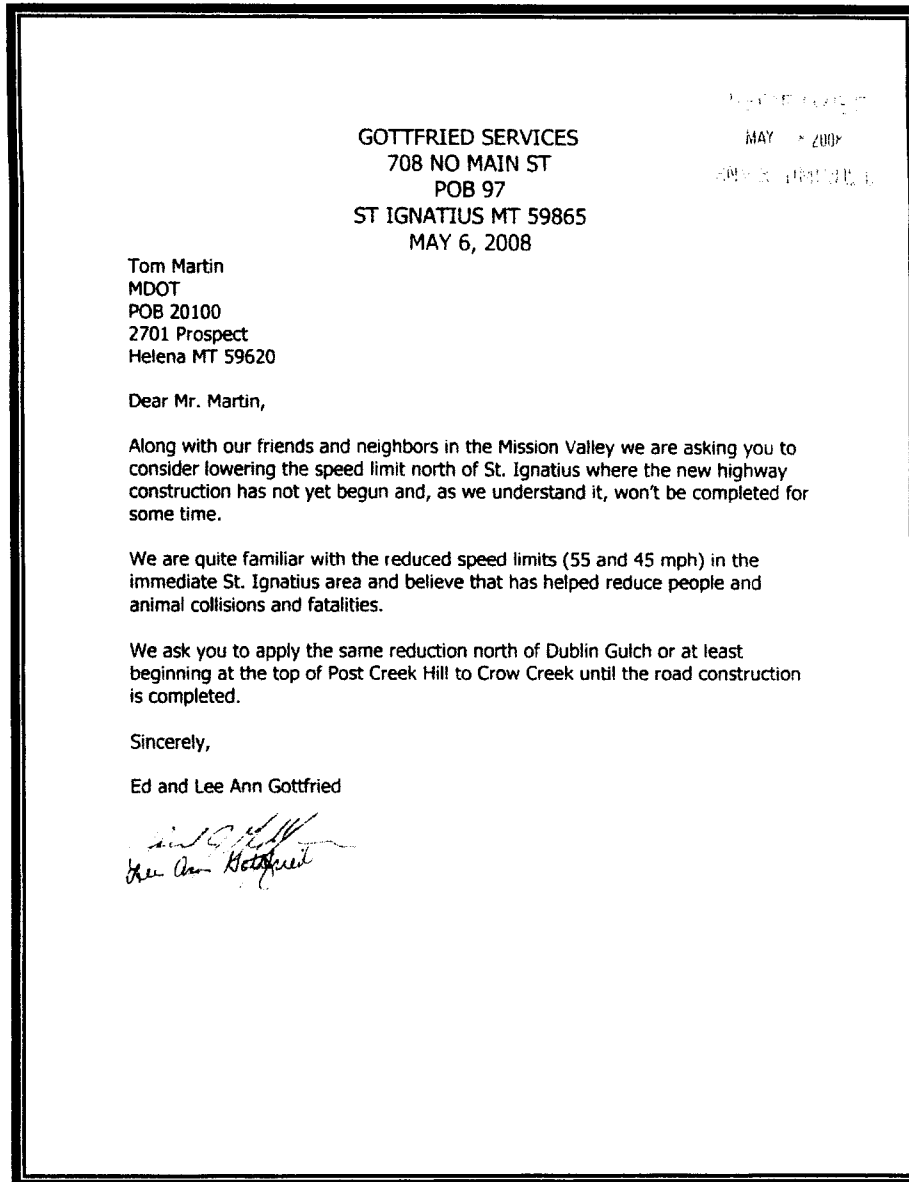 MAY 2008
GOTTFRIED SERVICES
708 NO MAIN ST
POB 97
ST IGNATIUS MT 59865
MAY 6, 2008
Tom Martin
MDOT
POB 20100
2701 Prospect
Helena MT 59620
Dear Mr. Martin,
Along with our friends and neighbors in the Mission Valley we are asking you to
consider lowering the speed limit north of St. Ignatius where the new highway
construction has not yet begun and, as we understand it, won't be completed for
some time.
We are quite familiar with the reduced speed limits (55 and 45 mph) in the
immediate St. Ignatius area and believe that has helped reduce people and
animal collisions and fatalities.
We ask you to apply the same reduction north of Dublin Gulch or at least
beginning at the top of Post Creek Hill to Crow Creek until the road construction
is completed.
Sincerely,
Ed and Lee Ann Gottfried
Lee Ann Gottfried